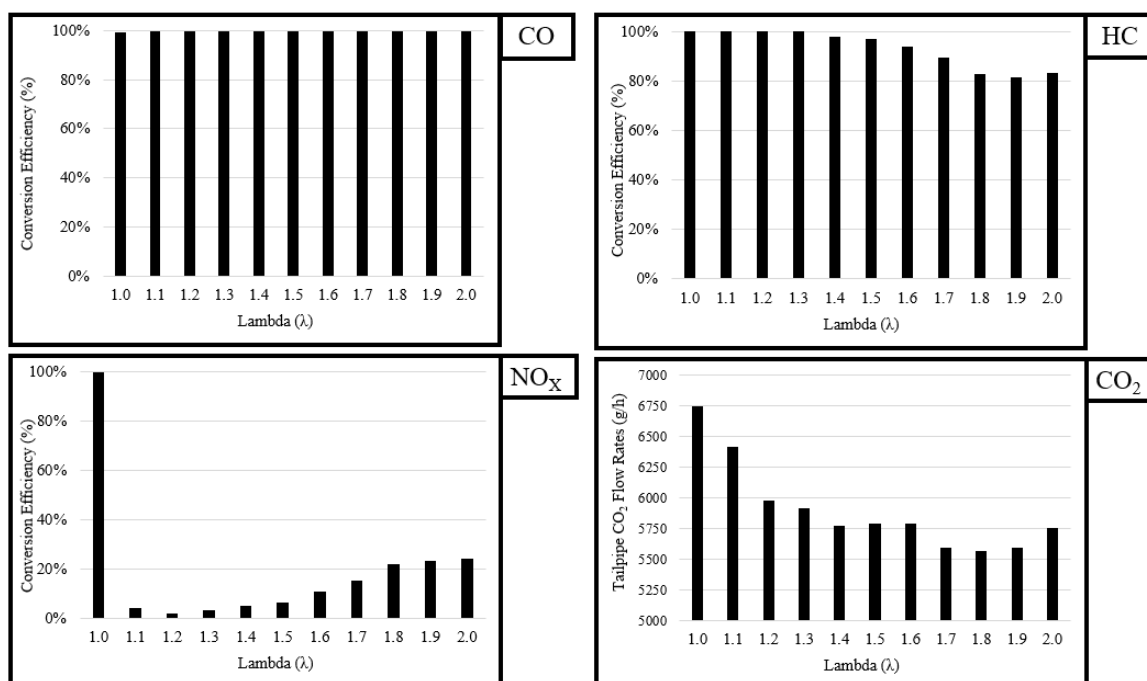 CO
Conversion Efficiency (%)
100%
80%
60%
40%
20%
0%
1.0 1.1 1.2 1.3 1.4 1.5 1.6 1.7 1.8 1.9 2.0
Lambda (λ)
HC
Conversion Efficiency (%)
100%
80%
60%
40%
20%
0%
1.0 1.1 1.2 1.3 1.4 1.5 1.6 1.7 1.8 1.9 2.0
Lambda (λ)
NOX
Conversion Efficiency (%)
100%
80%
60%
40%
20%
0%
1.0 1.1 1.2 1.3 1.4 1.5 1.6 1.7 1.8 1.9 2.0
Lambda (λ)
CO2
Tailpipe CO2 Flow Rates (g/h)
7000
6750
6500
6250
6000
5750
5500
5250
5000
1.0 1.1 1.2 1.3 1.4 1.5 1.6 1.7 1.8 1.9 2.0
Lambda (λ)